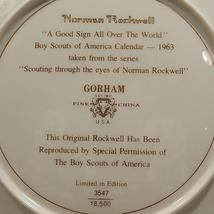 Norman Rockwell
"A Good Sign All Over The World"
Boy Scouts of America Calendar — 1963
taken from the series
"Scouting through the eyes of Norman Rockwell"
GORHAM
FINE CHINA
USA
This Original Rockwell Has Been
Reproduced by Special Permission of
The Boy Scouts of America
Limited in Edition
3547
18,500